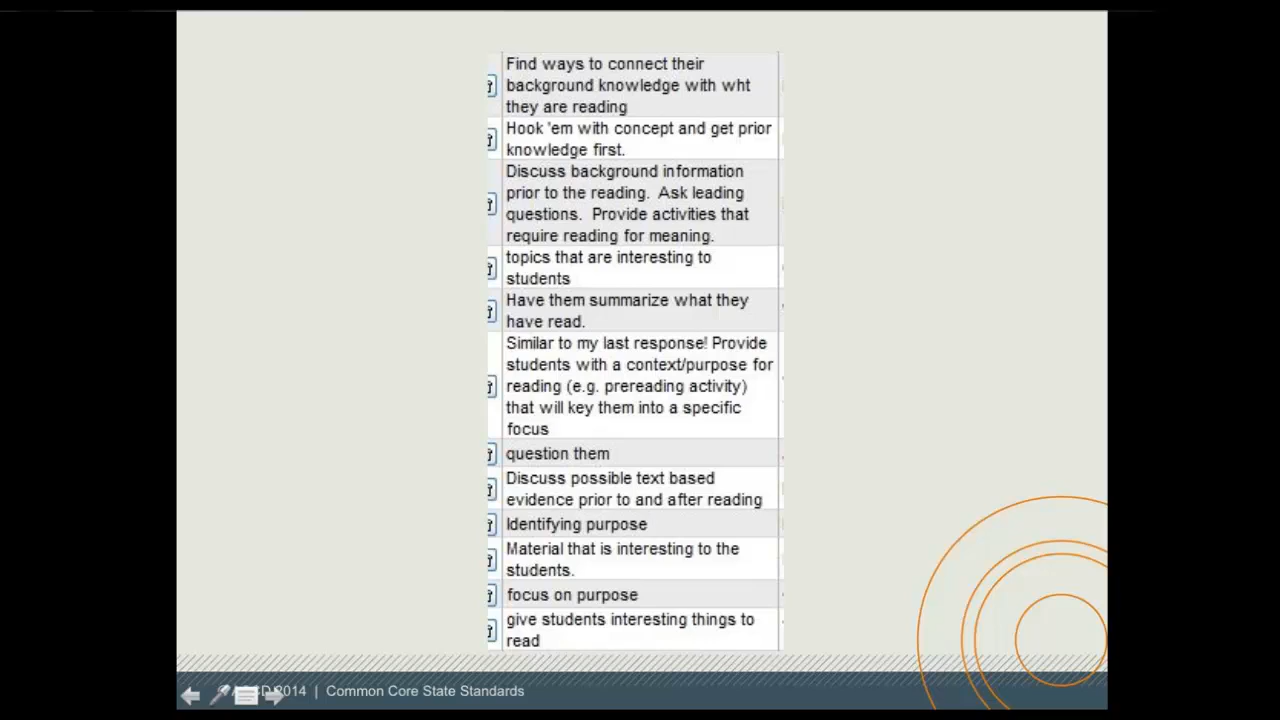 Find ways to connect their
background knowledge with wht
they are reading
Hook 'em with concept and get prior
knowledge first.
Discuss background information
prior to the reading.  Ask leading
questions.  Provide activities that
require reading for meaning.
topics that are interesting to
students
Have them summarize what they
have read.
Similar to my last response! Provide
students with a context/purpose for
reading (e.g. prereading activity)
that will key them into a specific
focus
question them
Discuss possible text based
evidence prior to and after reading
Identifying purpose
Material that is interesting to the
students.
focus on purpose
give students interesting things to
read
2014 | Common Core State Standards